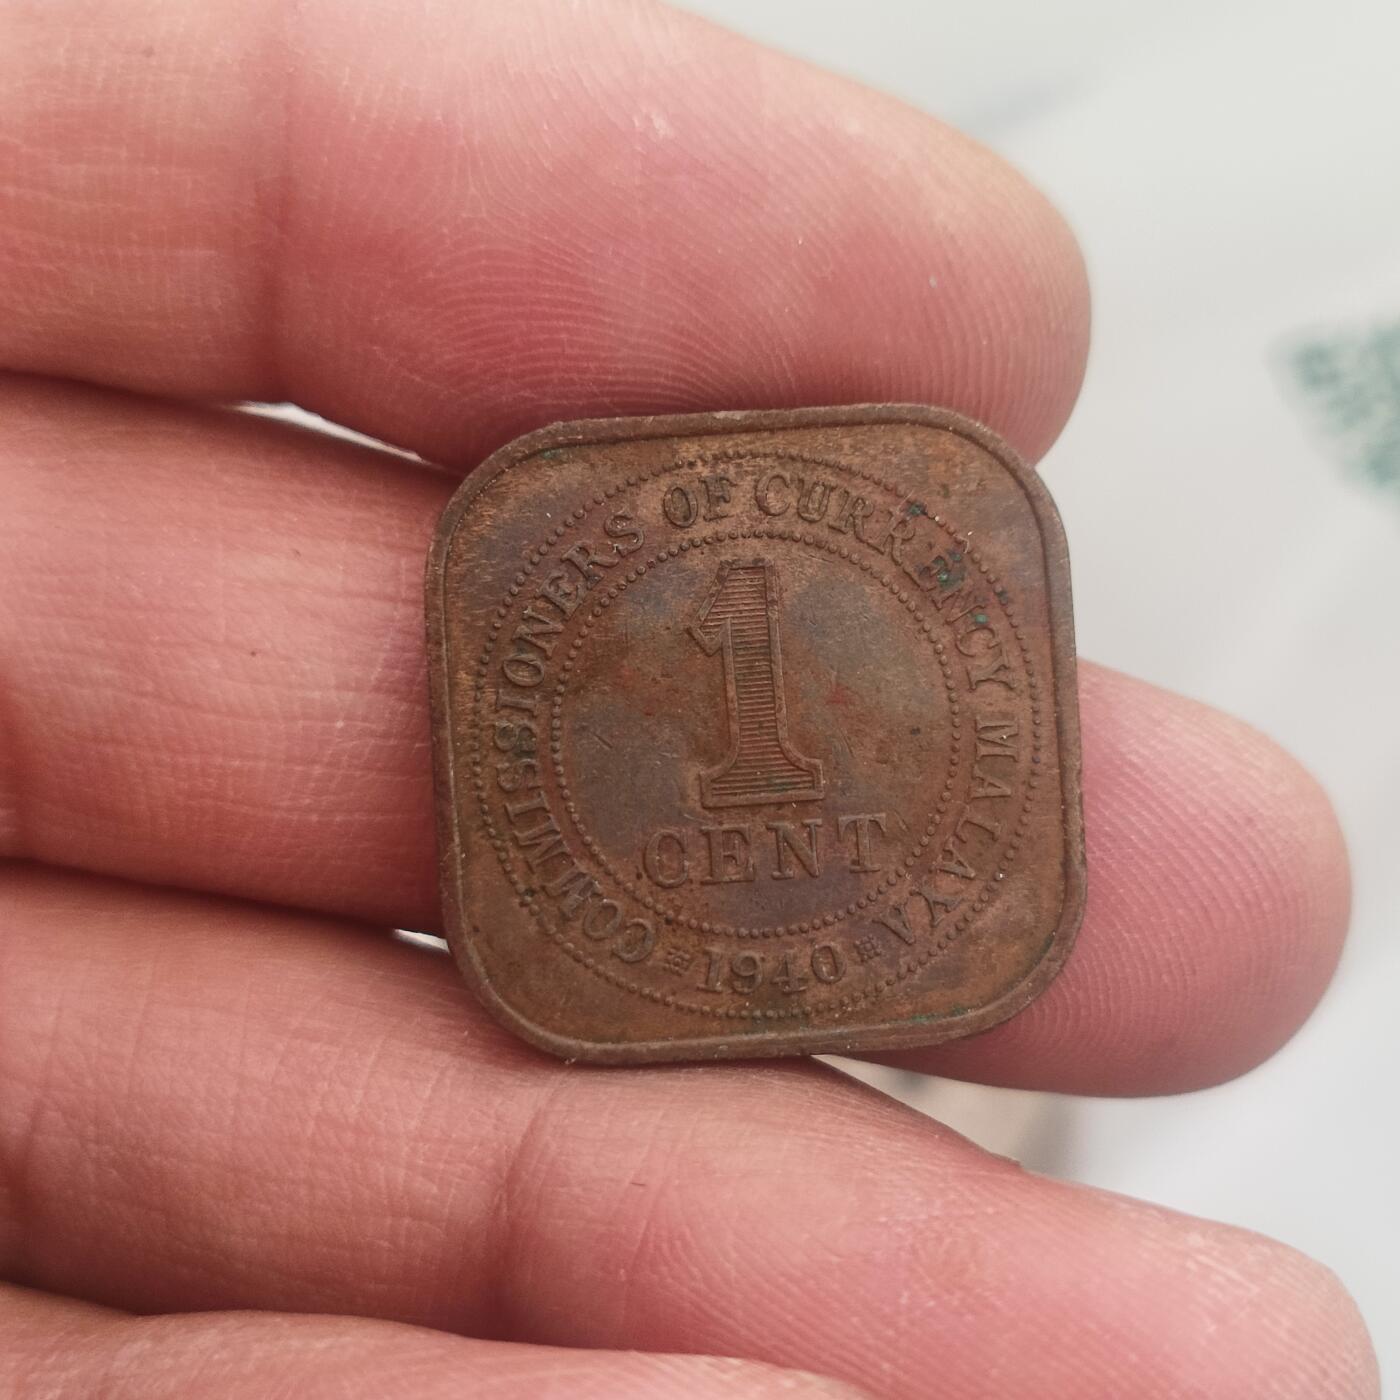 COMMISSIONERS OF CURRENCY MALAYA
1
CENT
1940